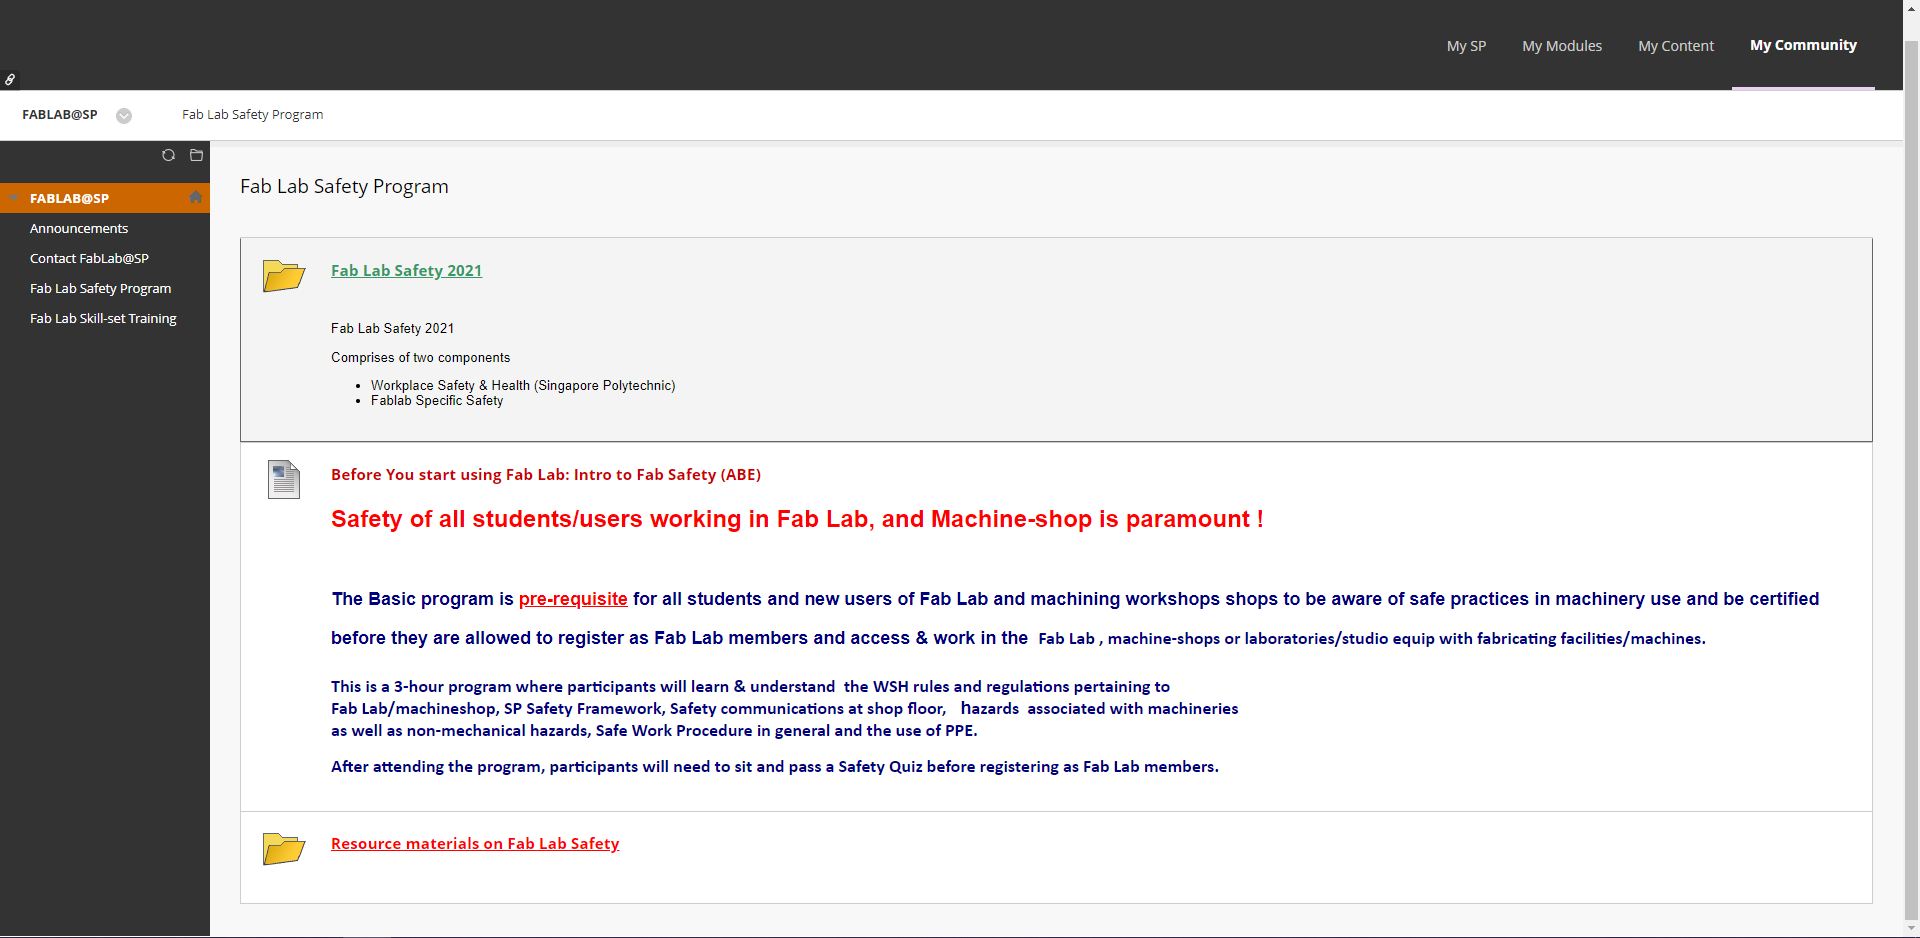 My SP
My Modules
My Content
My Community
FABLAB@SP
Fab Lab Safety Program
FABLAB@SP
Announcements
Contact FabLab@SP
Fab Lab Safety Program
Fab Lab Skill-set Training
Fab Lab Safety Program
Fab Lab Safety 2021
Fab Lab Safety 2021
Comprises of two components
• Workplace Safety & Health (Singapore Polytechnic)
• Fablab Specific Safety
Before You start using Fab Lab: Intro to Fab Safety (ABE)
Safety of all students/users working in Fab Lab, and Machine-shop is paramount !
The Basic program is pre-requisite for all students and new users of Fab Lab and machining workshops shops to be aware of safe practices in machinery use and be certified
before they are allowed to register as Fab Lab members and access & work in the Fab Lab , machine-shops or laboratories/studio equip with fabricating facilities/machines.
This is a 3-hour program where participants will learn & understand the WSH rules and regulations pertaining to
Fab Lab/machineshop, SP Safety Framework, Safety communications at shop floor, hazards associated with machineries
as well as non-mechanical hazards, Safe Work Procedure in general and the use of PPE.
After attending the program, participants will need to sit and pass a Safety Quiz before registering as Fab Lab members.
Resource materials on Fab Lab Safety